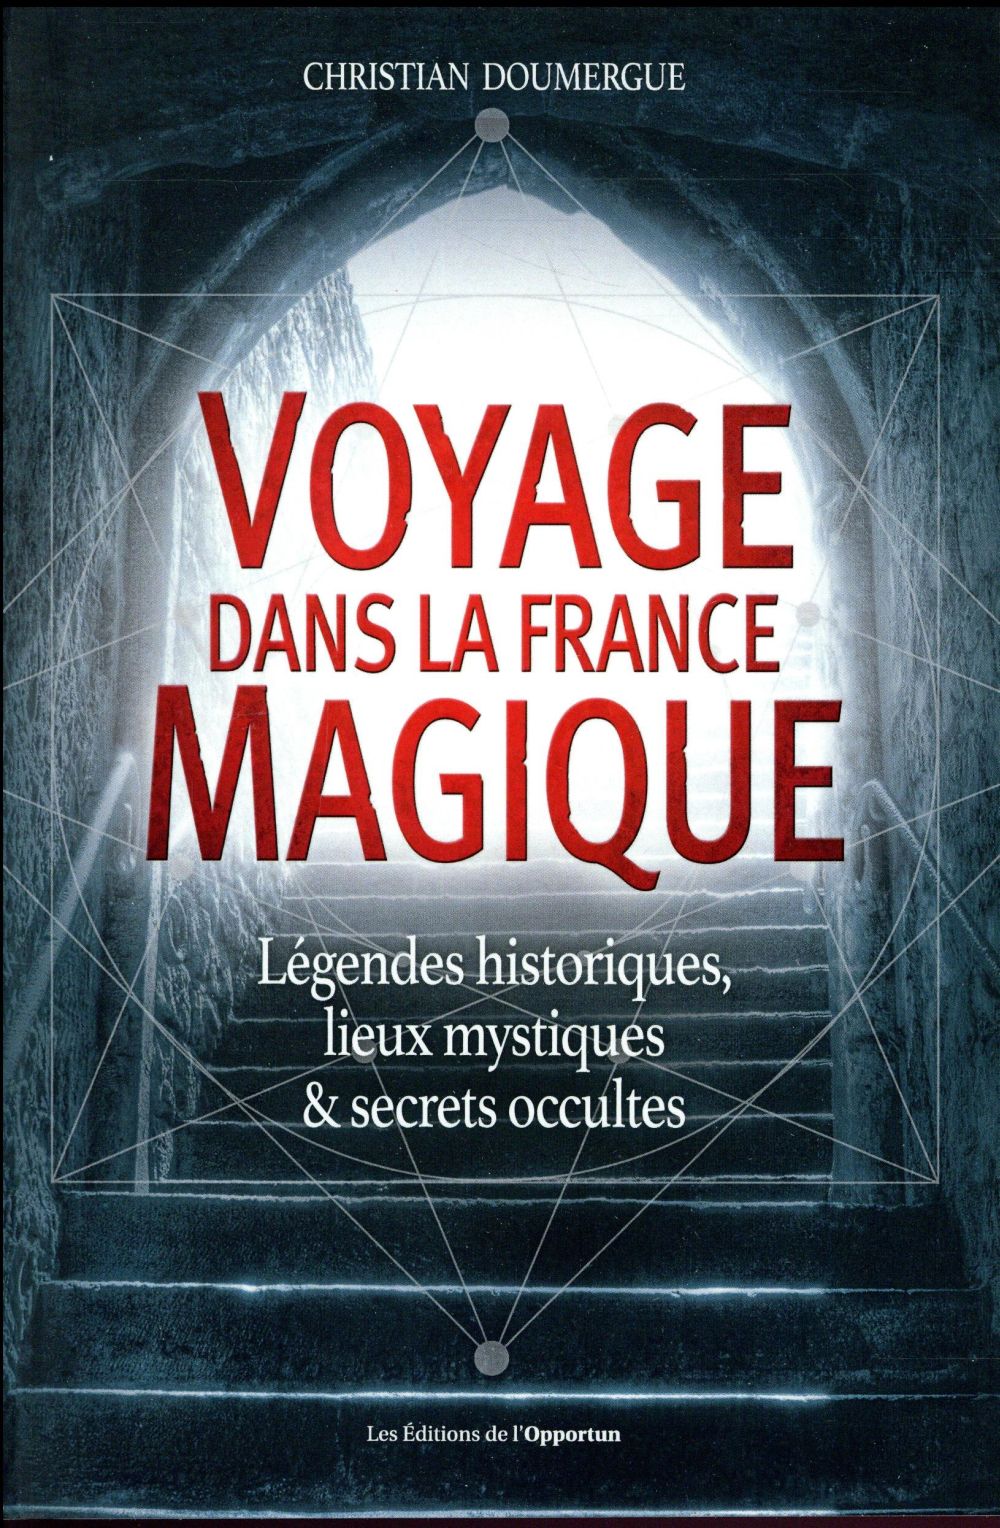 CHRISTIAN DOUMERGUE
VOYAGE
DANS LA FRANCE
MAGIQUE
Légendes historiques,
lieux mystiques
& secrets occultes
Les Éditions de l'Opportun